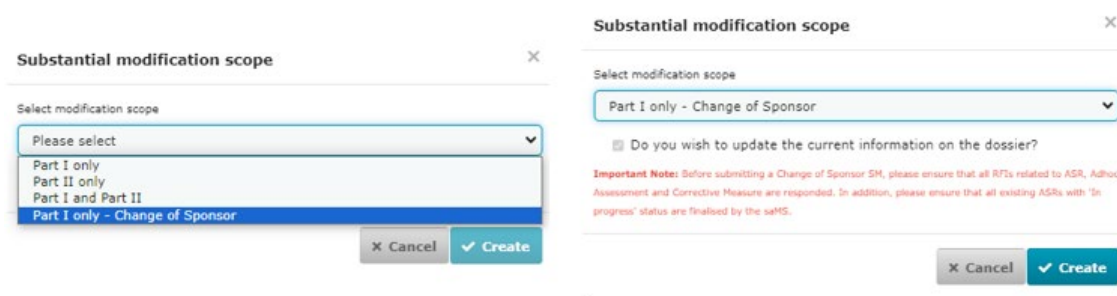 Substantial modification scope
×
Select modification scope
Please select
Part I only
Part II only
Part I and Part II
Part I only - Change of Sponsor
× Cancel
✓ Create
Substantial modification scope
×
Select modification scope
Part I only - Change of Sponsor
Do you wish to update the current information on the dossier?
Important Note: Before submitting a Change of Sponsor SM, please ensure that all RFIs related to ASR, Adhoc
Assessment and Corrective Measure are responded. In addition, please ensure that all existing ASRs with 'In
progress' status are finalised by the saMS.
× Cancel
✓ Create